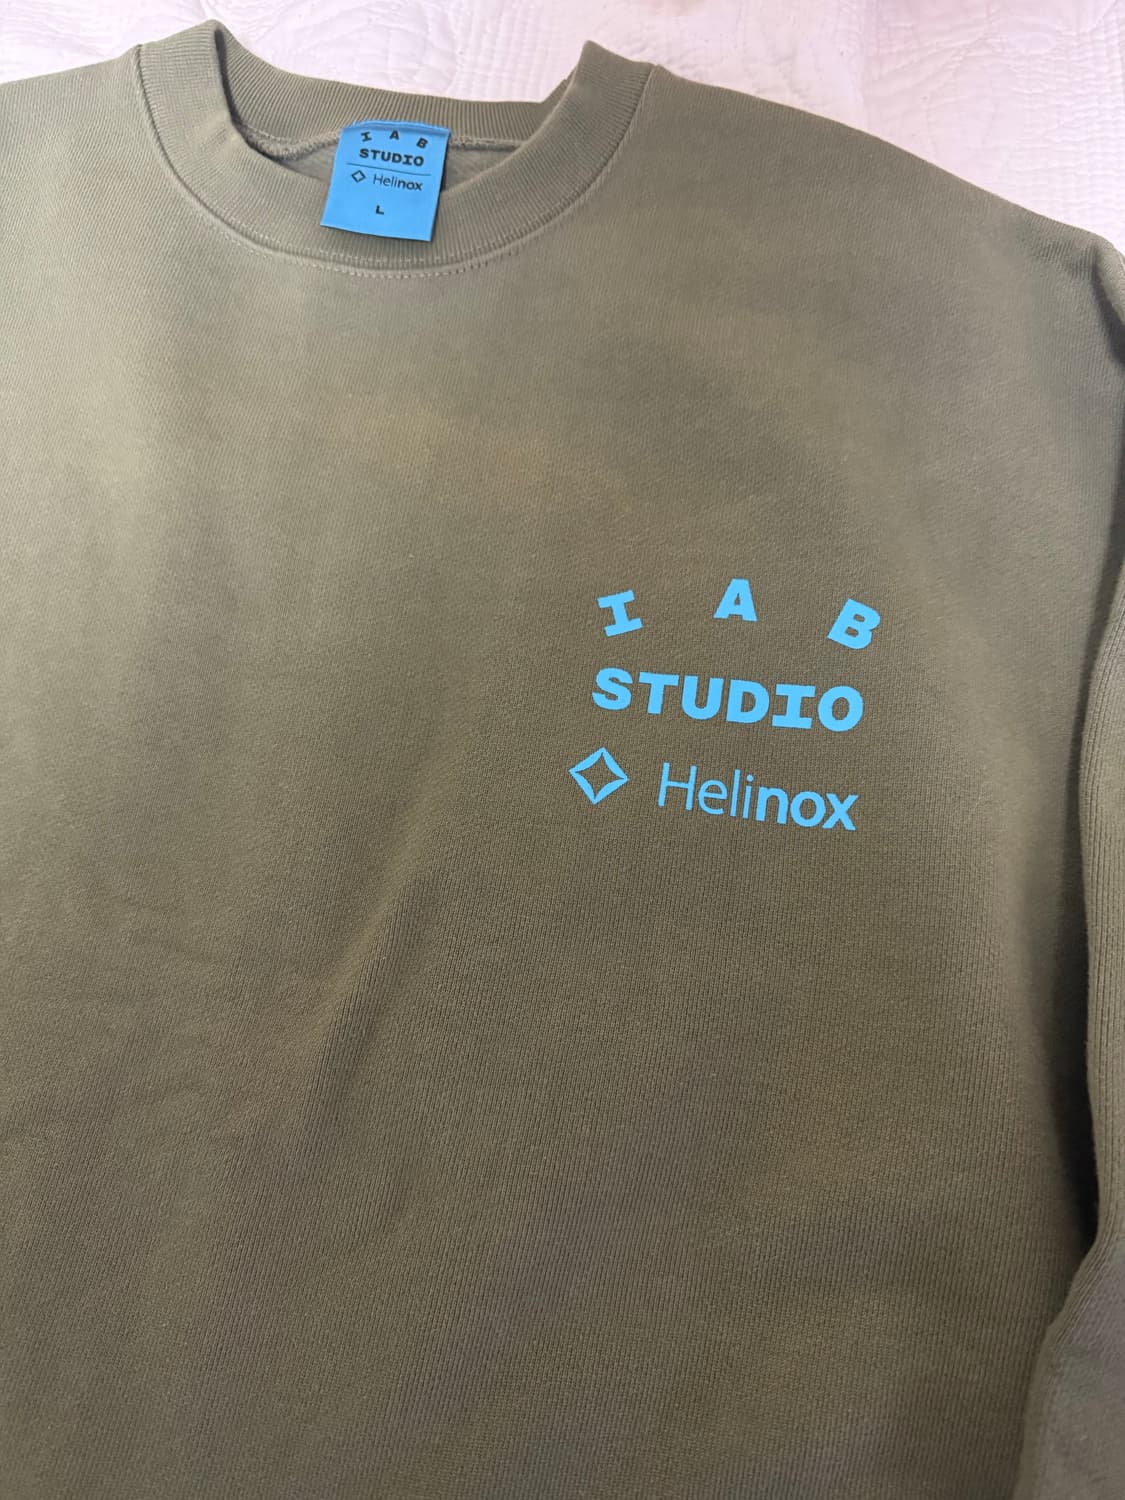 I A B
STUDIO
Helinox
L
I A B
STUDIO
Helinox